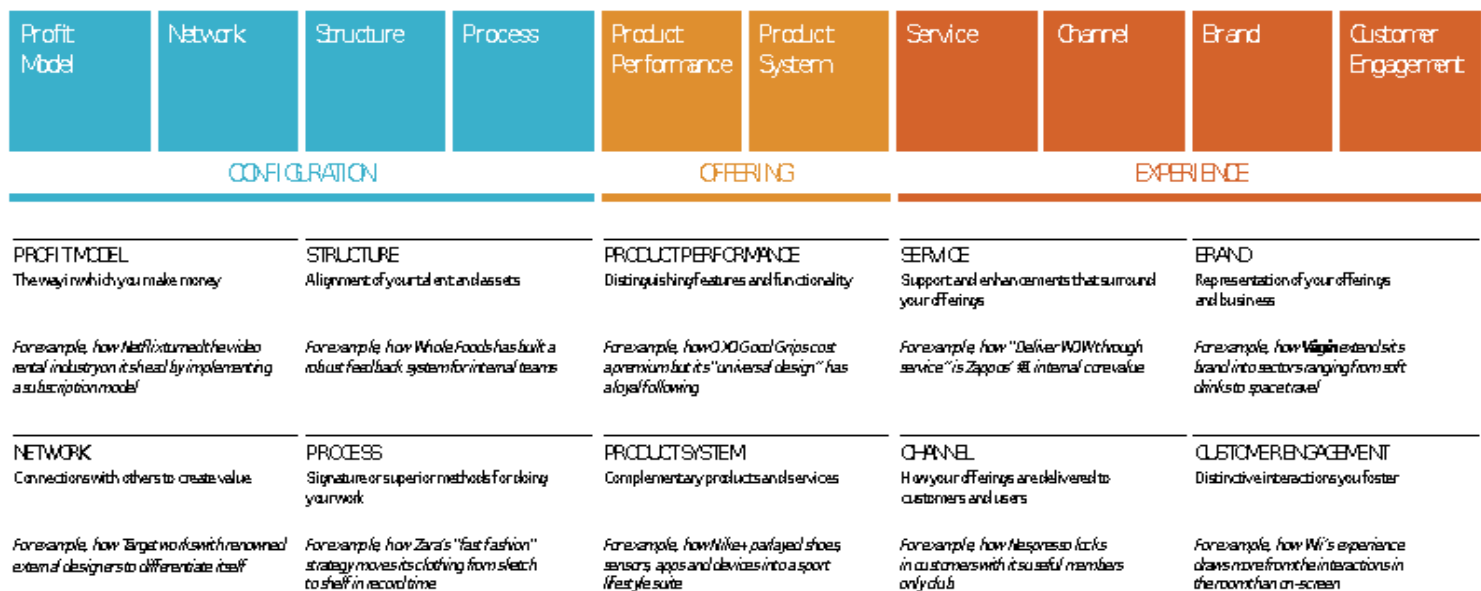 Profit
Model
Network
Structure
Process
Product
Performance
Product
System
Service
Channel
Brand
Customer
Engagement
CONFIGURATION
OFFERING
EXPERIENCE
PROFIT MODEL
The way in which you make money
For example, how Netflix turned the video
rental industry on its head by implementing
a subscription model
STRUCTURE
Alignment of your talent and assets
For example, how Whole Foods has built a
robust feedback system for internal teams
PRODUCT PERFORMANCE
Distinguishing features and functionality
For example, how OXO Good Grips cost
a premium but its "universal design" has
a loyal following
SERVICE
Support and enhancements that surround
your offerings
For example, how "Deliver WOW through
service" is Zappos' #1 internal core value
BRAND
Representation of your offerings
and business
For example, how Virgin extends its
brand into sectors ranging from soft
drinks to space travel
NETWORK
Connections with others to create value
For example, how Target works with renowned
external designers to differentiate itself
PROCESS
Signature or superior methods for doing
your work
For example, how Zara's "fast fashion"
strategy moves its clothing from sketch
to shelf in record time
PRODUCT SYSTEM
Complementary products and services
For example, how Nike+ parlayed shoes,
sensors, apps and devices into a sport
lifestyle suite
CHANNEL
How your offerings are delivered to
customers and users
For example, how Nespresso locks
in customers with its useful members
only club
CUSTOMER ENGAGEMENT
Distinctive interactions you foster
For example, how Wii's experience
draws more from the interactions in
the room than on-screen